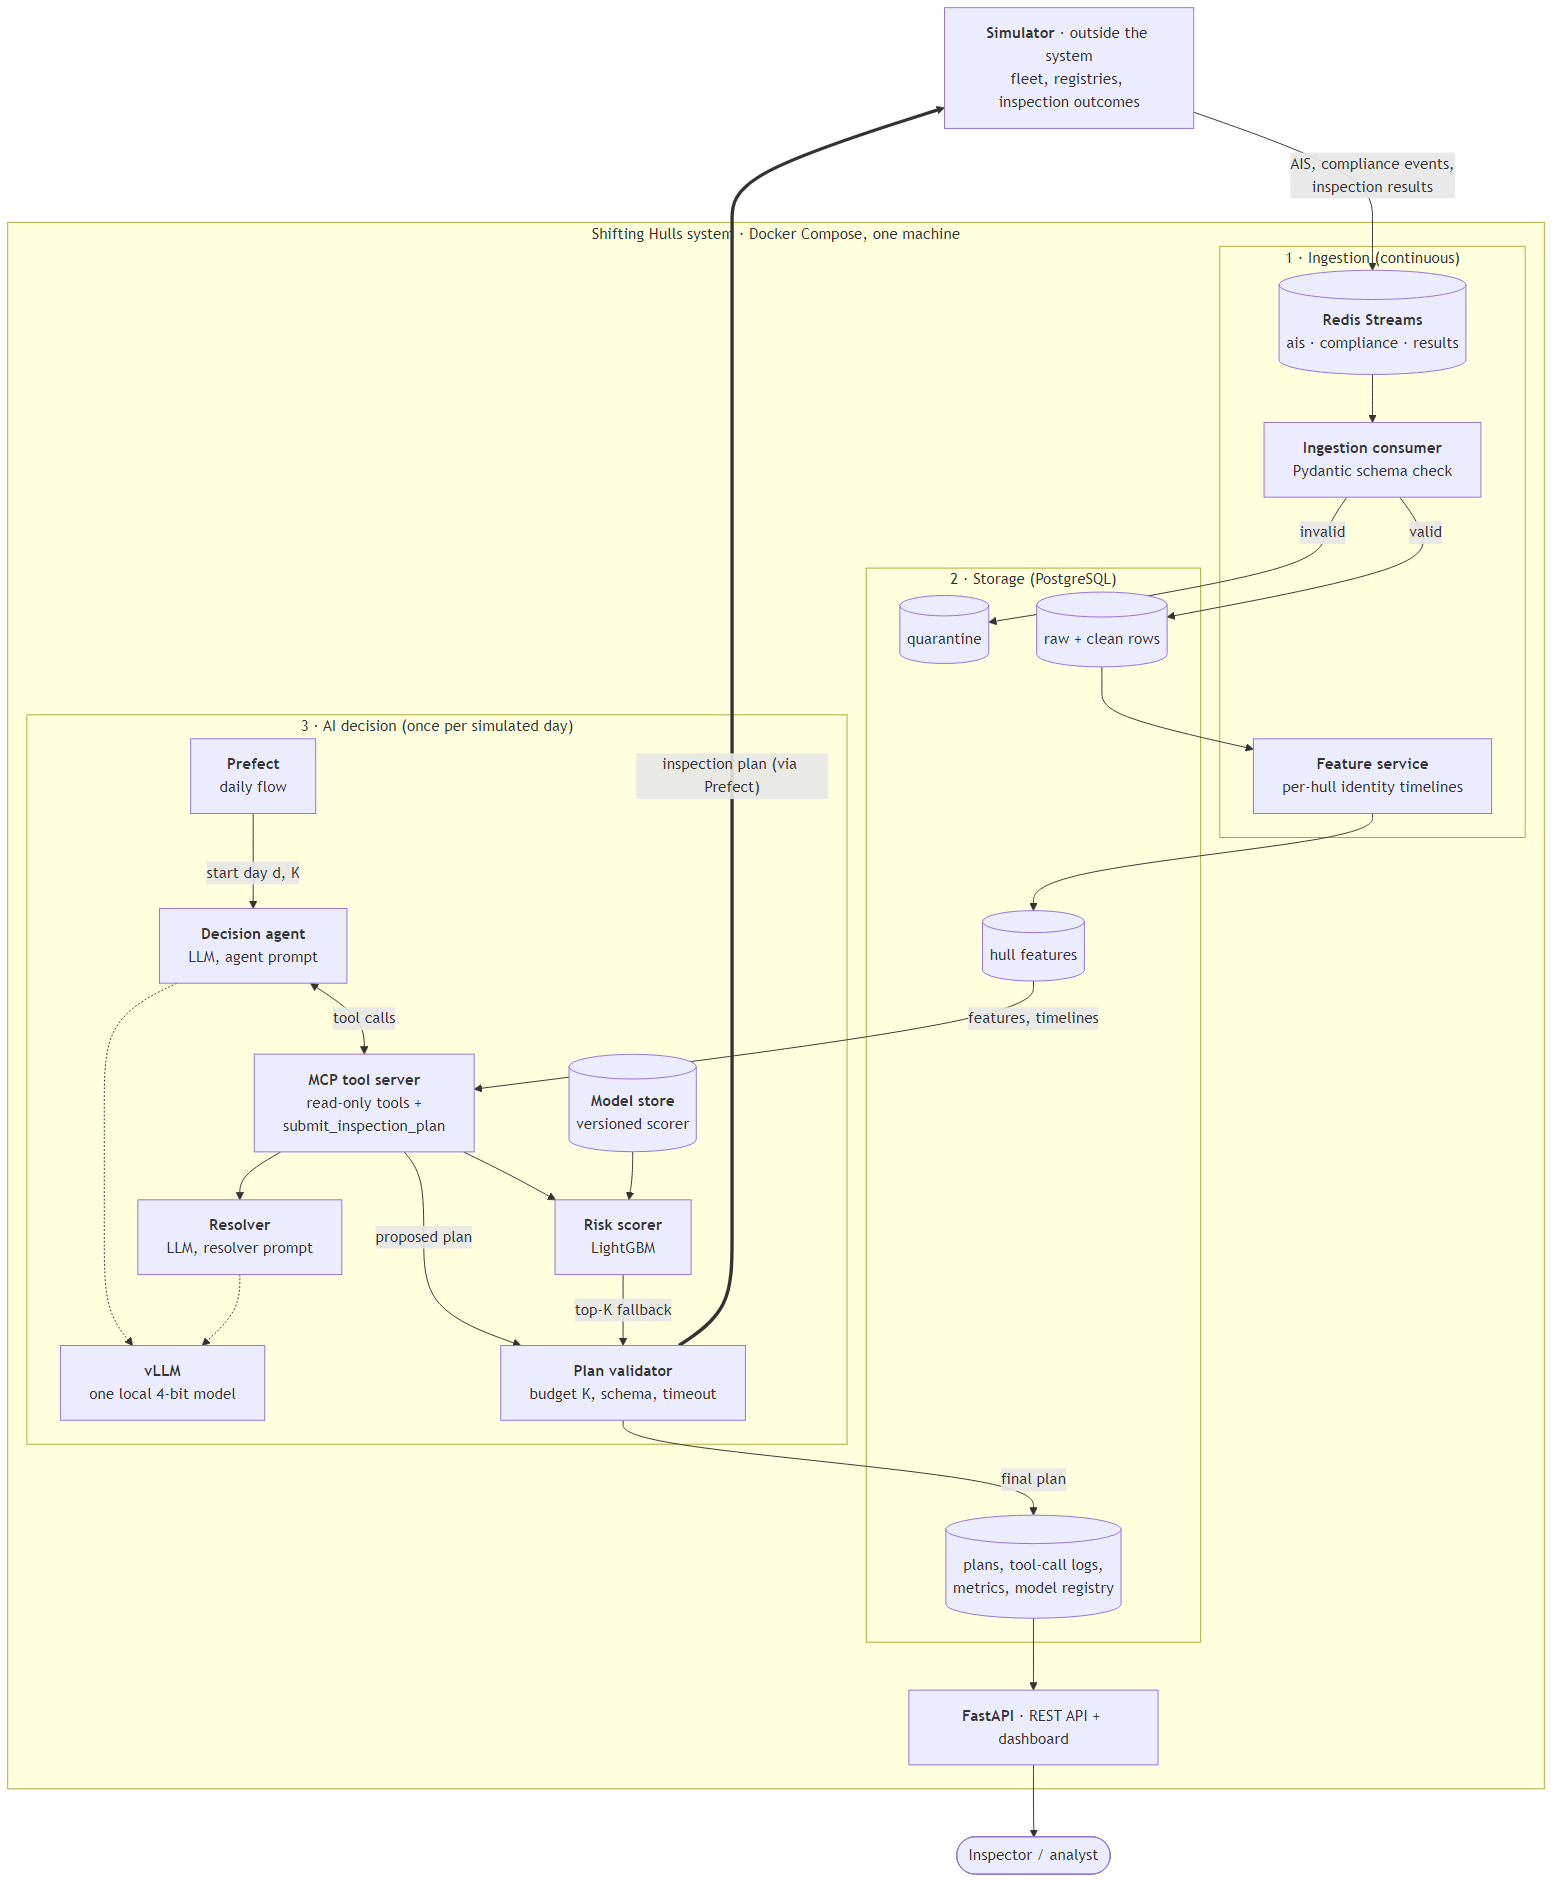 Simulator · outside the
system
fleet, registries,
inspection outcomes
AIS, compliance events,
inspection results
Shifting Hulls system · Docker Compose, one machine
1 · Ingestion (continuous)
Redis Streams
ais · compliance · results
Ingestion consumer
Pydantic schema check
invalid
valid
2 · Storage (PostgreSQL)
quarantine
raw + clean rows
3 · AI decision (once per simulated day)
Prefect
daily flow
inspection plan (via
Prefect)
Feature service
per-hull identity timelines
start day d, K
Decision agent
LLM, agent prompt
hull features
tool calls
features, timelines
MCP tool server
read-only tools +
submit_inspection_plan
Model store
versioned scorer
Resolver
LLM, resolver prompt
proposed plan
Risk scorer
LightGBM
top-K fallback
vLLM
one local 4-bit model
Plan validator
budget K, schema, timeout
final plan
plans, tool-call logs,
metrics, model registry
FastAPI · REST API +
dashboard
Inspector / analyst